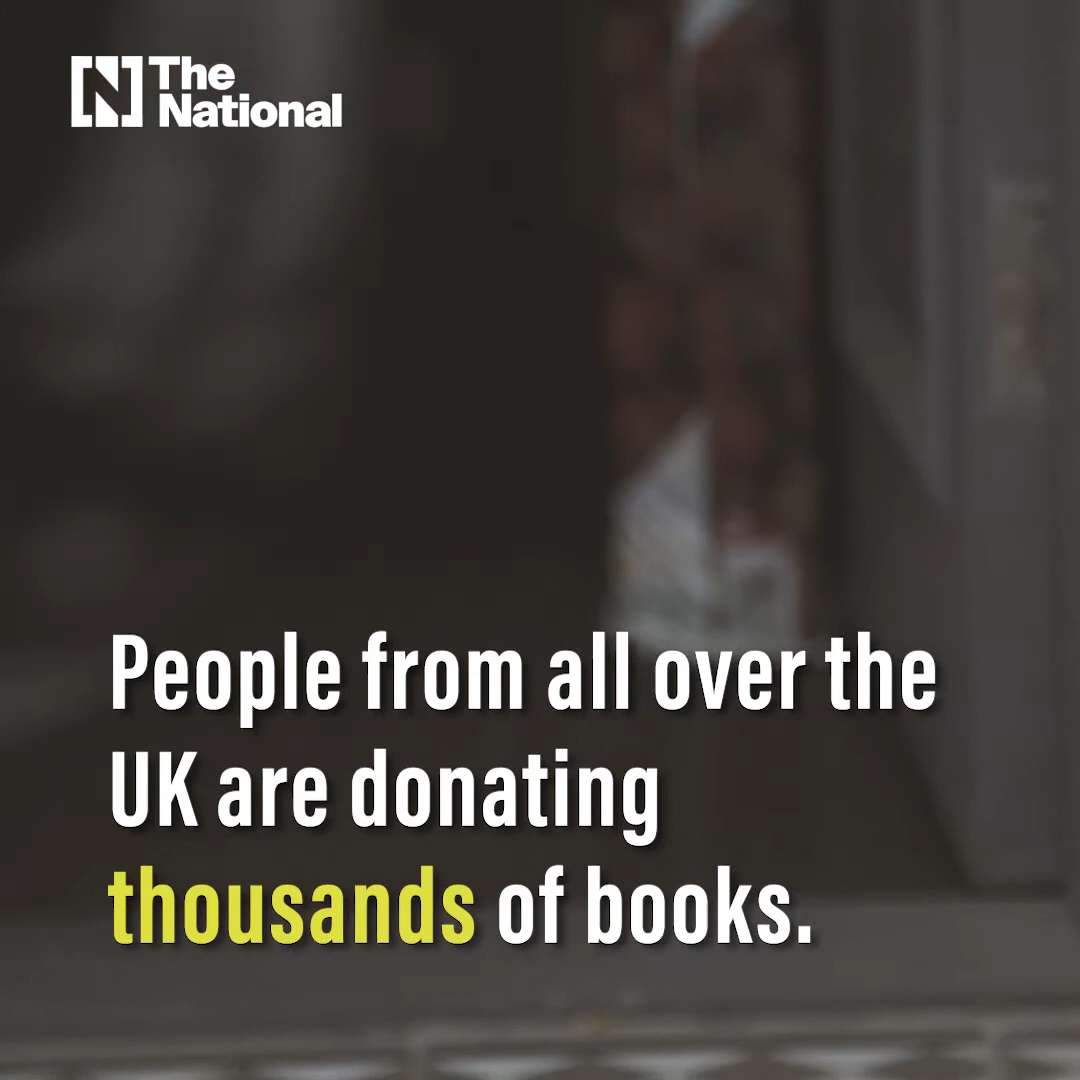 The
National
People from all over the
UK are donating
thousands of books.